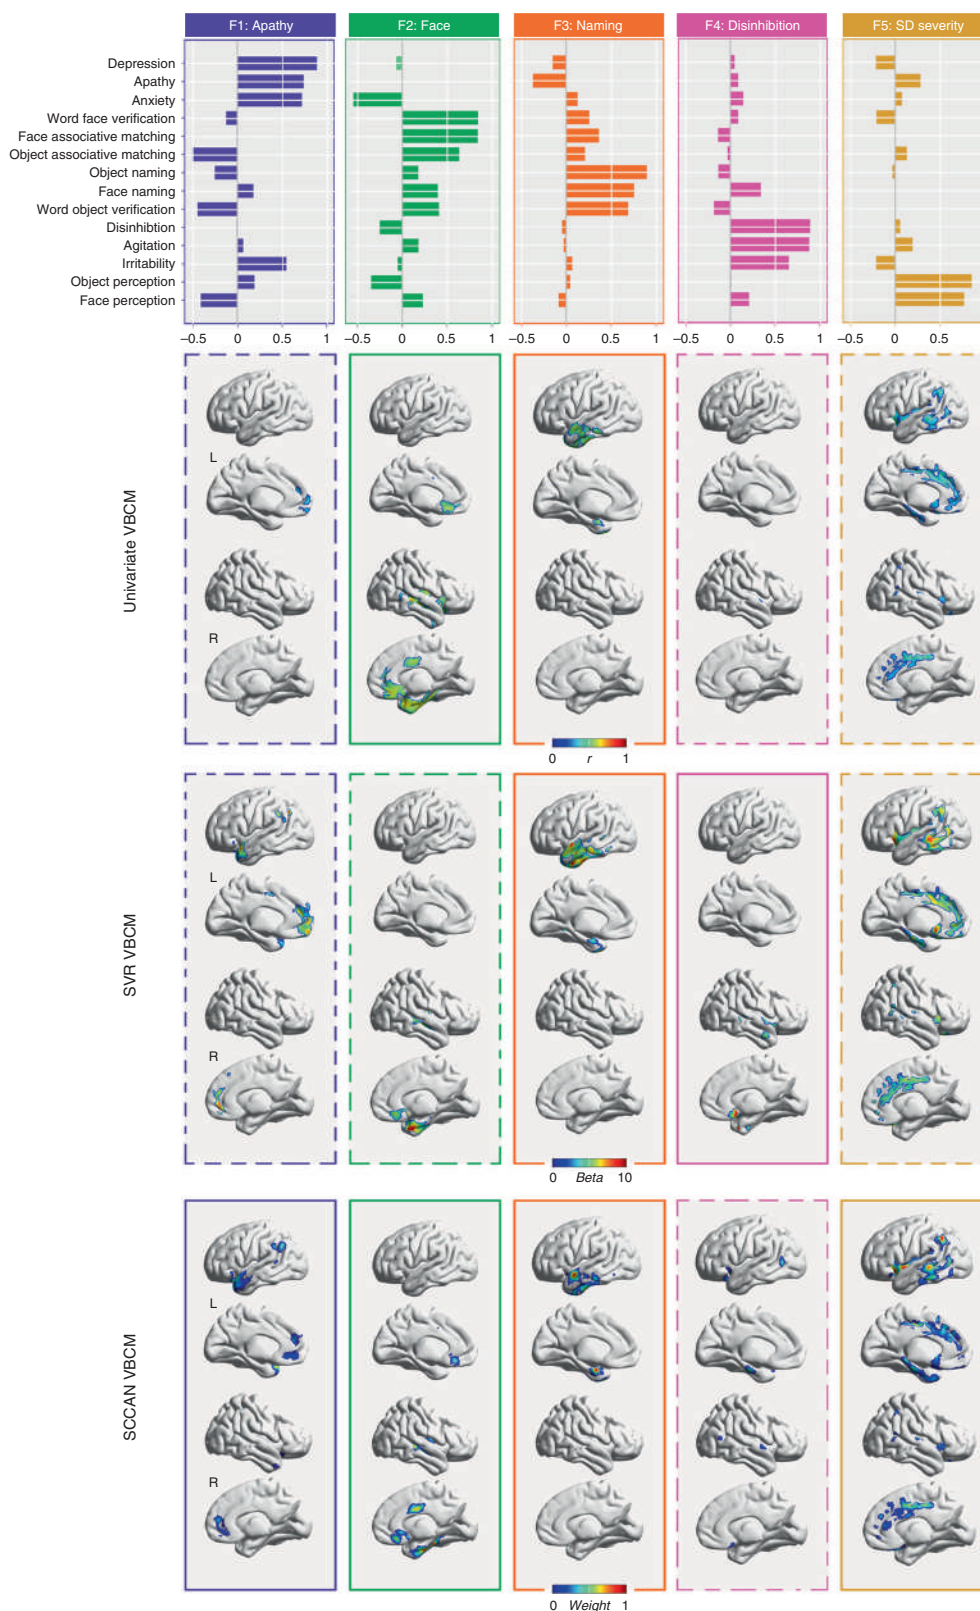 F1: Apathy F2: Face F3: Naming F4: Disinhibition F5: SD severity
Depression
Apathy
Anxiety
Word face verification
Face associative matching
Object associative matching
Object naming
Face naming
Word object verification
Disinhibtion
Agitation
Irritability
Object perception
Face perception
−0.5 0 0.5 1 −0.5 0 0.5 1 −0.5 0 0.5 1 −0.5 0 0.5 1 −0.5 0 0.5
Univariate VBCM
L
R
0 r 1
SVR VBCM
L
R
0 Beta 10
SCCAN VBCM
L
R
0 Weight 1